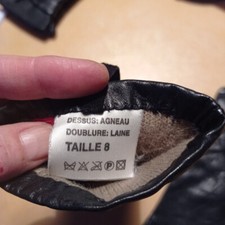 DESSUS: AGNEAU
DOUBLURE: LAINE
TAILLE 8